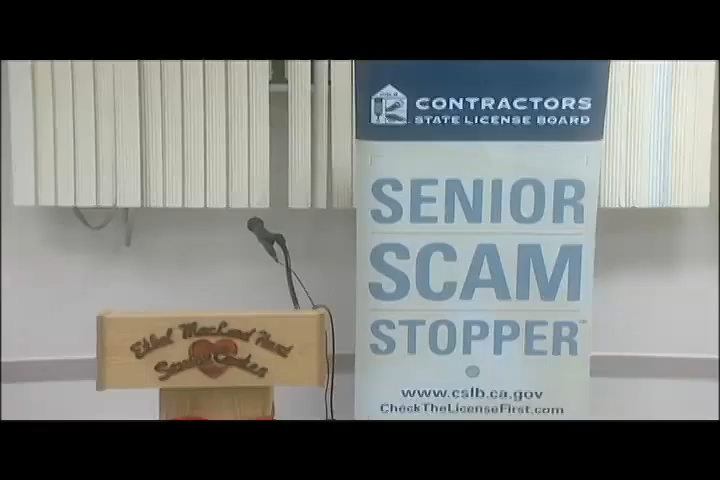 CONTRACTORS
STATE LICENSE BOARD
SENIOR
SCAM
STOPPER
www.cslb.ca.gov
CheckTheLicenseFirst.com
Ethel MacLeod Hart
Senior Center